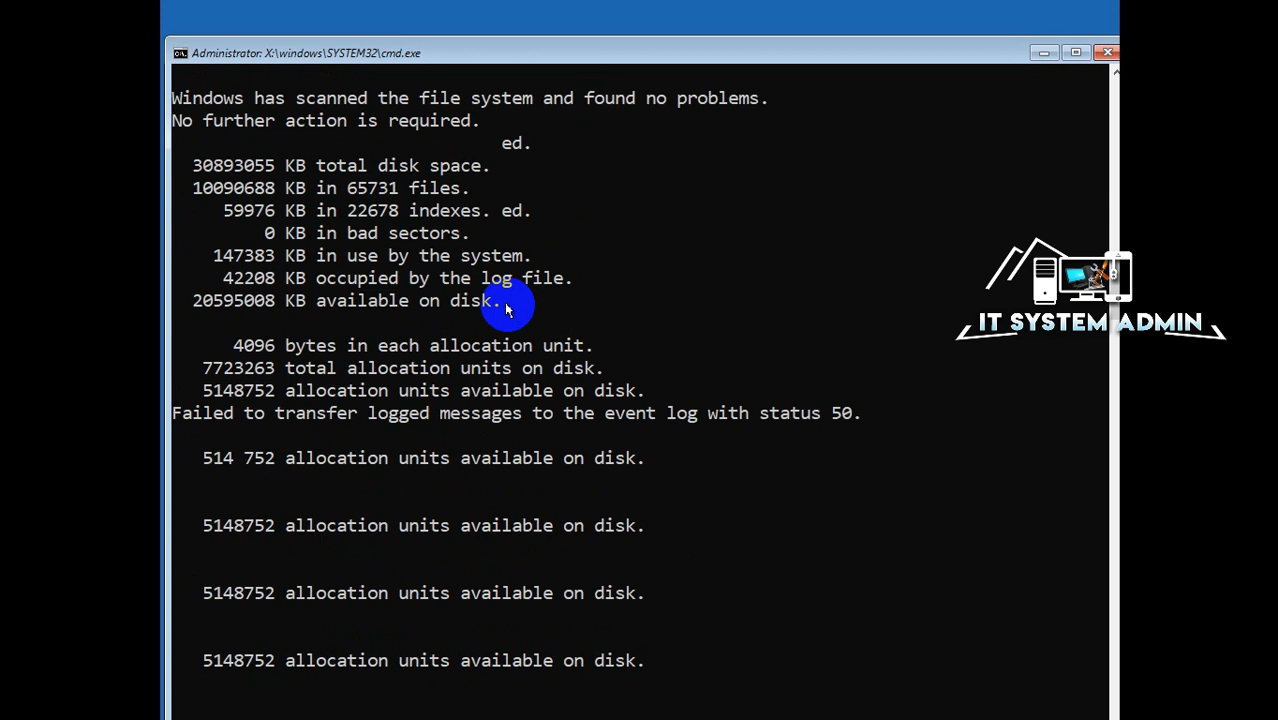 Administrator: X:\windows\SYSTEM32\cmd.exe
Windows has scanned the file system and found no problems.
No further action is required.
ed.
30893055 KB total disk space.
10090688 KB in 65731 files.
59976 KB in 22678 indexes. ed.
0 KB in bad sectors.
147383 KB in use by the system.
42208 KB occupied by the log file.
20595008 KB available on disk.
4096 bytes in each allocation unit.
7723263 total allocation units on disk.
5148752 allocation units available on disk.
Failed to transfer logged messages to the event log with status 50.
514 752 allocation units available on disk.
5148752 allocation units available on disk.
5148752 allocation units available on disk.
5148752 allocation units available on disk.
IT SYSTEM ADMIN